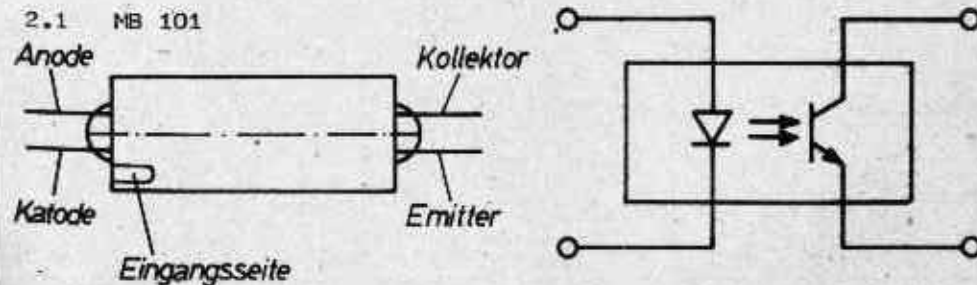 2.1 MB 101
Anode
Kollektor
Katode
Emitter
Eingangsseite